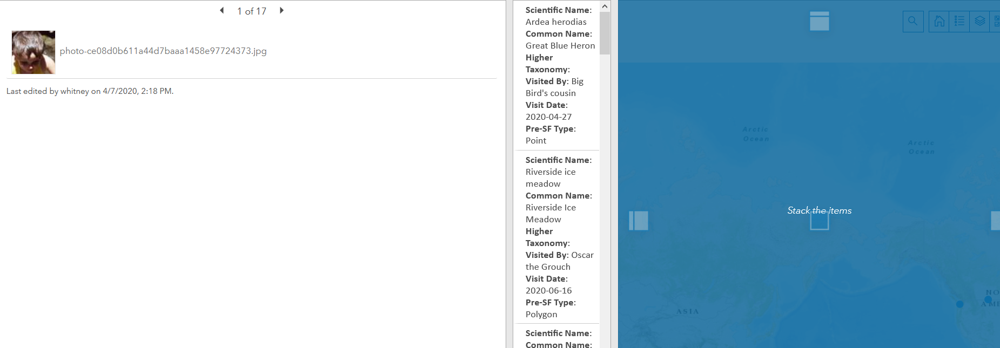 1 of 17
photo-ce08d0b611a44d7baaa1458e97724373.jpg
Last edited by whitney on 4/7/2020, 2:18 PM.
Scientific Name:
Ardea herodias
Common Name:
Great Blue Heron
Higher
Taxonomy:
Visited By: Big
Bird's cousin
Visit Date:
2020-04-27
Pre-SF Type:
Point
Scientific Name:
Riverside ice
meadow
Common Name:
Riverside Ice
Meadow
Higher
Taxonomy:
Visited By: Oscar
the Grouch
Visit Date:
2020-06-16
Pre-SF Type:
Polygon
Scientific Name:
Common Name:
Arctic
Ocean
Arctic
Ocean
Stack the items
ASIA
NO
AME